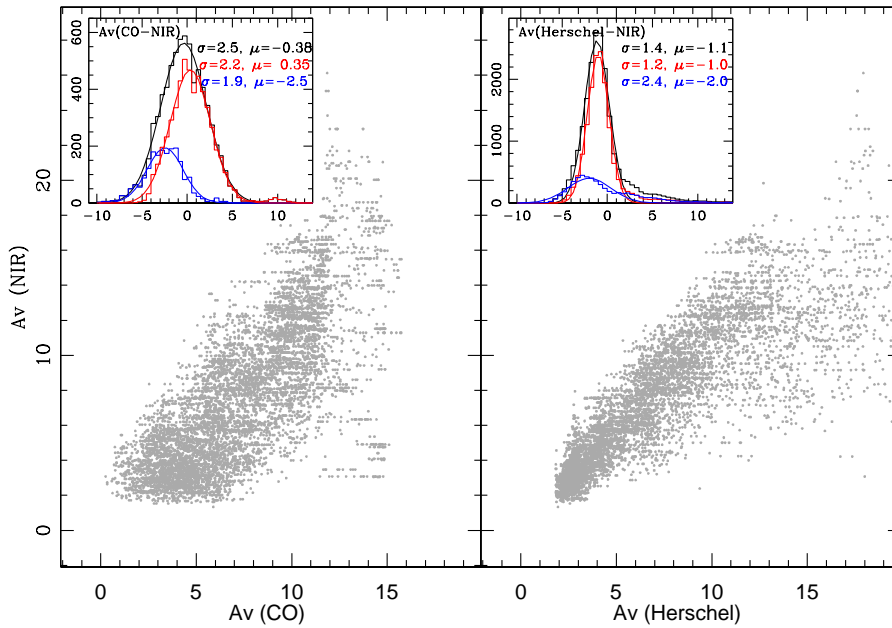 Av(CO−NIR)
σ=2.5, μ=−0.38
σ=2.2, μ= 0.35
σ=1.9, μ=−2.5
600
400
200
0
−10 −5 0 5 10
Av(Herschel−NIR)
σ=1.4, μ=−1.1
σ=1.2, μ=−1.0
σ=2.4, μ=−2.0
2000
1000
0
−10 −5 0 5 10
Av (NIR)
20
10
0
0 5 10 15
0 5 10 15 20
Av (CO)
Av (Herschel)